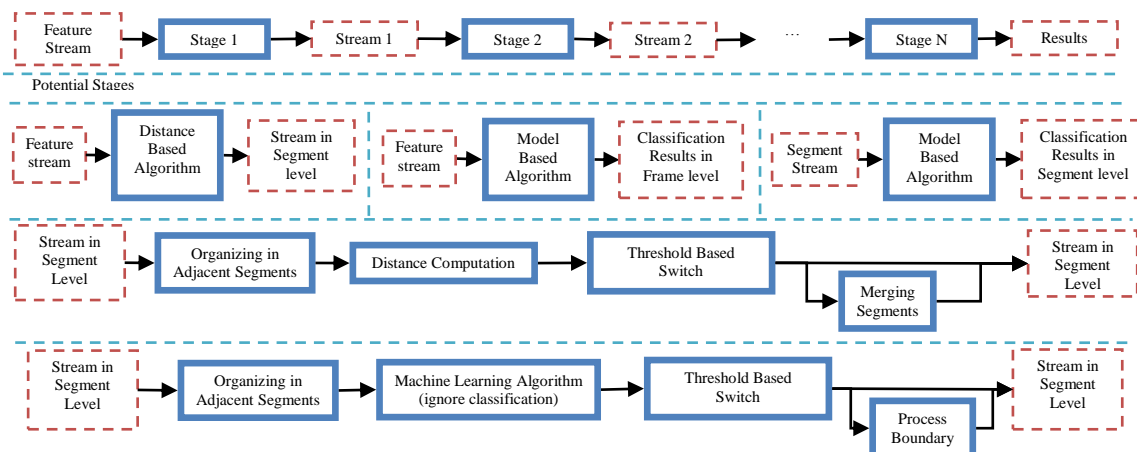 Feature
Stream
Stage 1
Stream 1
Stage 2
Stream 2
...
Stage N
Results
Potential Stages
Feature
stream
Distance
Based
Algorithm
Stream in
Segment
level
Feature
stream
Model
Based
Algorithm
Classification
Results in
Frame level
Segment
Stream
Model
Based
Algorithm
Classification
Results in
Segment level
Stream in
Segment
Level
Organizing in
Adjacent Segments
Distance Computation
Threshold Based
Switch
Merging
Segments
Stream in
Segment
Level
Stream in
Segment
Level
Organizing in
Adjacent Segments
Machine Learning Algorithm
(ignore classification)
Threshold Based
Switch
Process
Boundary
Stream in
Segment
Level